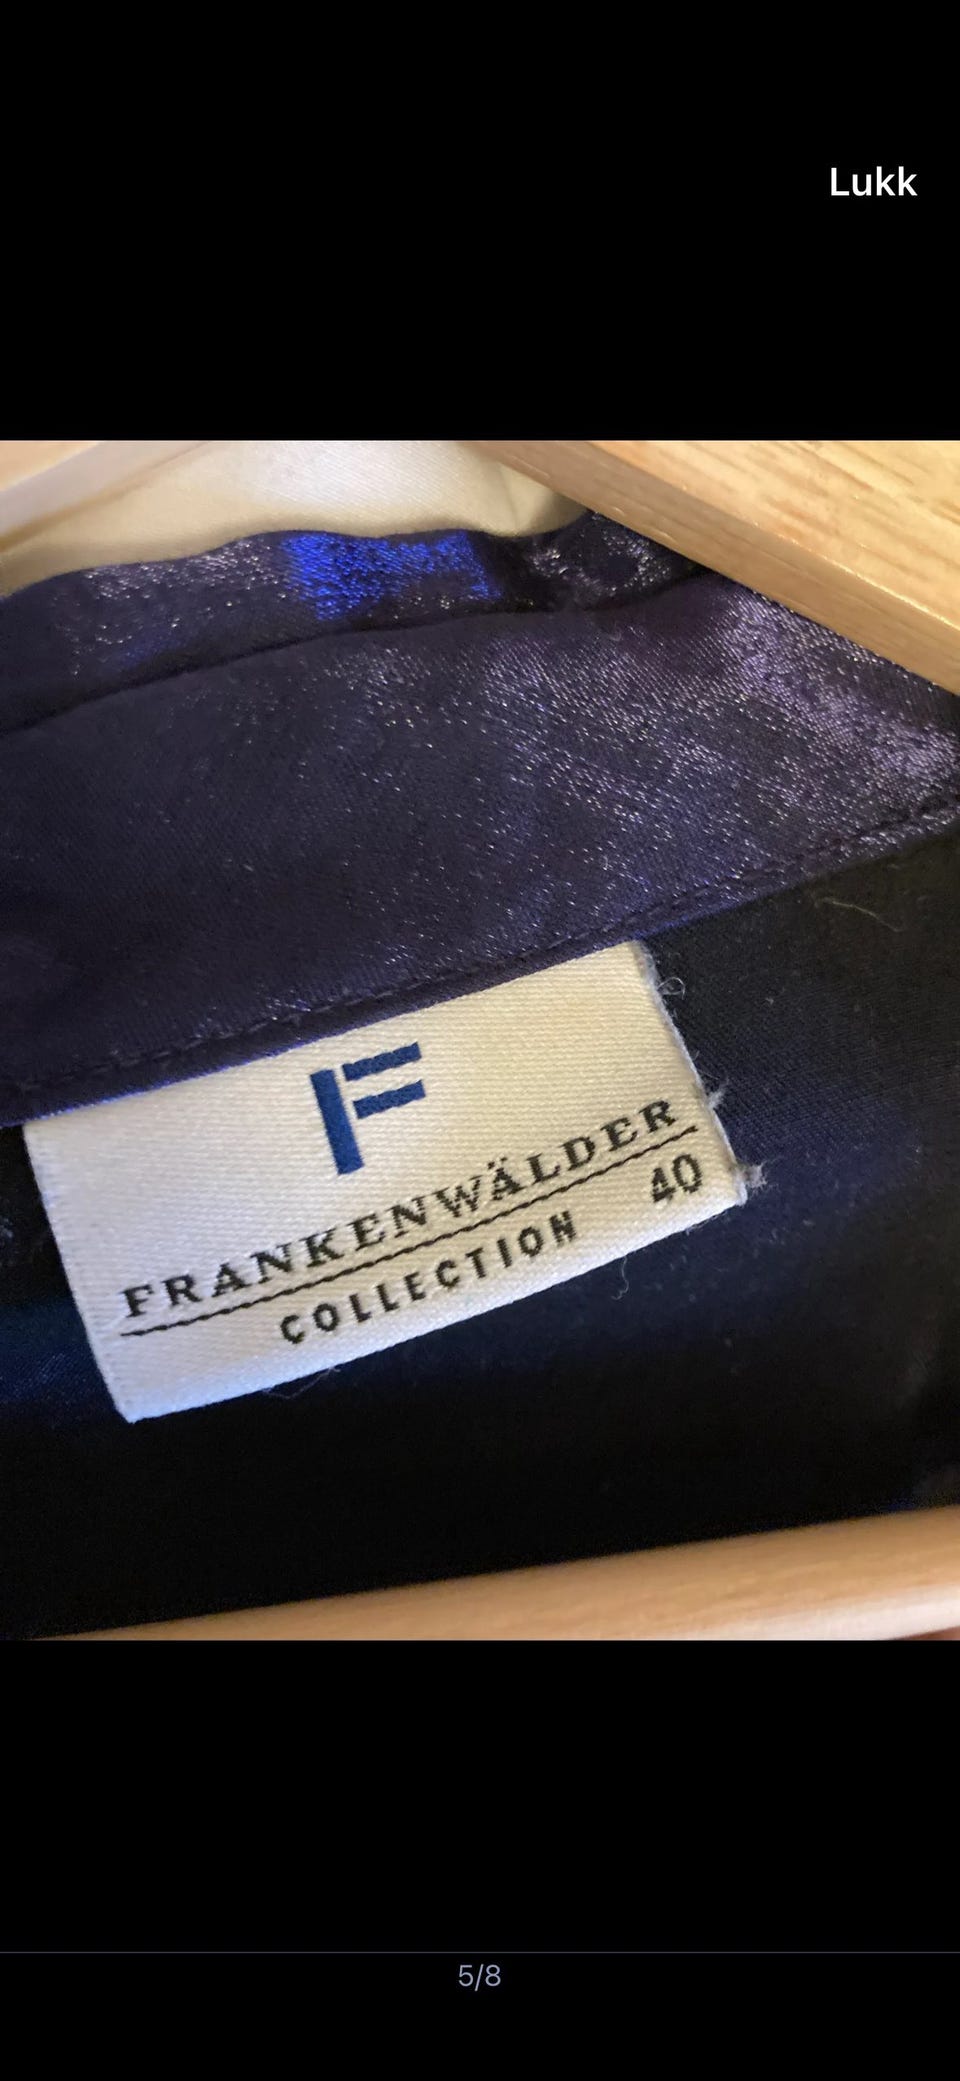 Lukk
F
FRANKENWÄLDER
40
COLLECTION
5/8